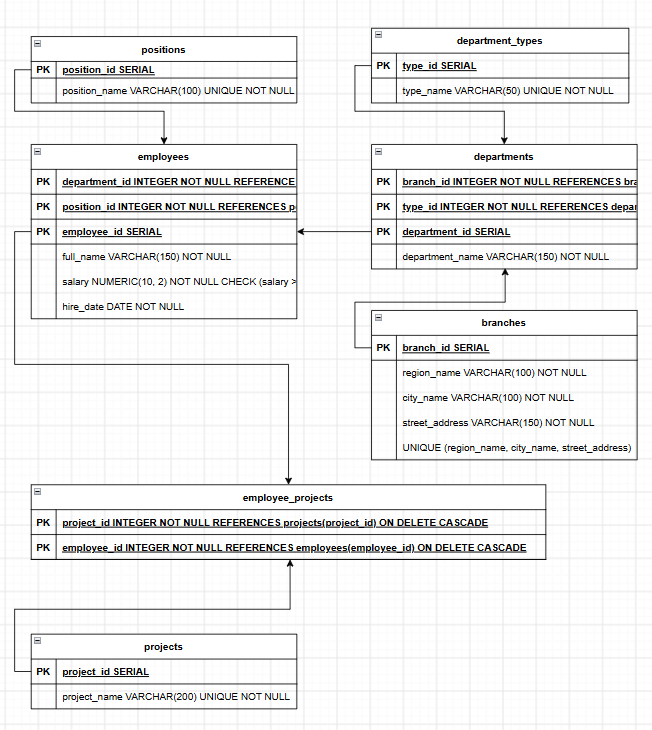 positions
PK position_id SERIAL
position_name VARCHAR(100) UNIQUE NOT NULL
department_types
PK type_id SERIAL
type_name VARCHAR(50) UNIQUE NOT NULL
employees
PK department_id INTEGER NOT NULL REFERENCE
PK position_id INTEGER NOT NULL REFERENCES
PK employee_id SERIAL
full_name VARCHAR(150) NOT NULL
salary NUMERIC(10, 2) NOT NULL CHECK (salary >
hire_date DATE NOT NULL
departments
PK branch_id INTEGER NOT NULL REFERENCES bra
PK type_id INTEGER NOT NULL REFERENCES depar
PK department_id SERIAL
department_name VARCHAR(150) NOT NULL
branches
PK branch_id SERIAL
region_name VARCHAR(100) NOT NULL
city_name VARCHAR(100) NOT NULL
street_address VARCHAR(150) NOT NULL
UNIQUE (region_name, city_name, street_address)
employee_projects
PK project_id INTEGER NOT NULL REFERENCES projects(project_id) ON DELETE CASCADE
PK employee_id INTEGER NOT NULL REFERENCES employees(employee_id) ON DELETE CASCADE
projects
PK project_id SERIAL
project_name VARCHAR(200) UNIQUE NOT NULL